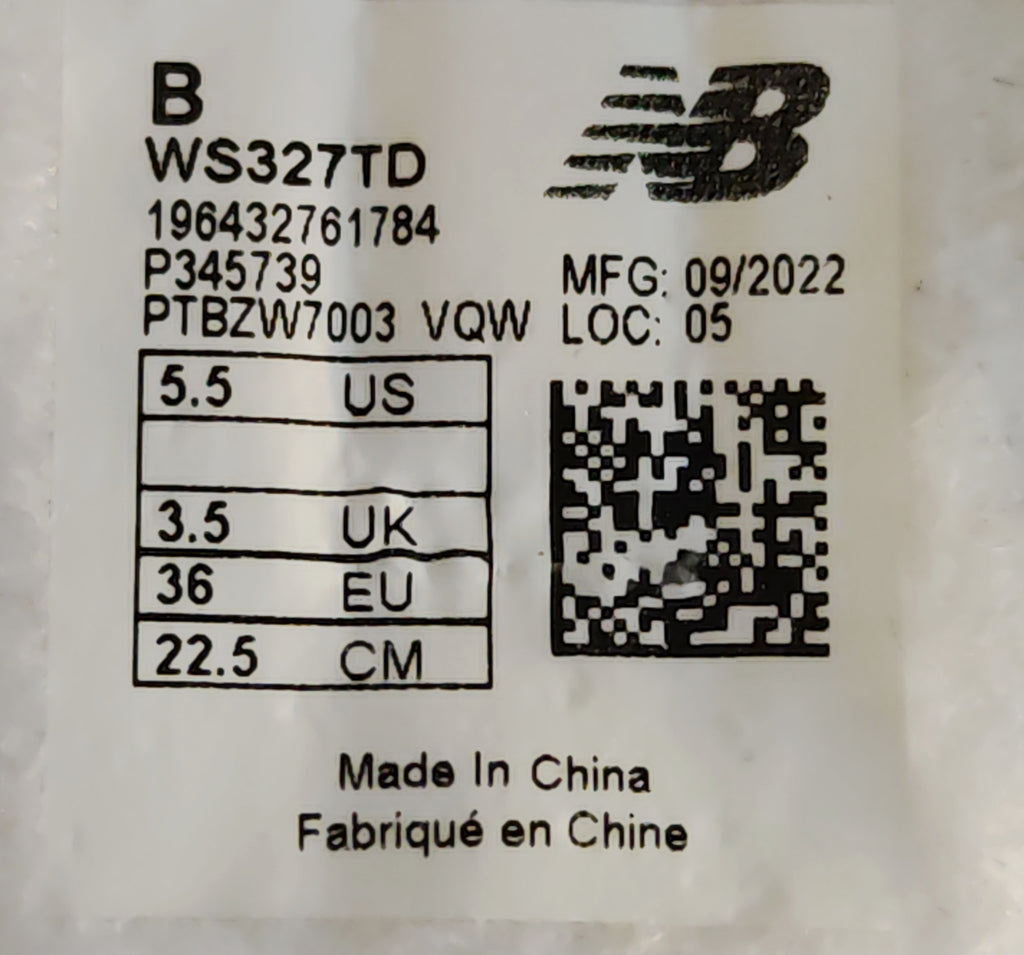 B
NB
WS327TD
196432761784
P345739
MFG: 09/2022
PTBZW7003 VQW
LOC: 05
5.5 US
3.5 UK
36 EU
22.5 CM
Made In China
Fabriqué en Chine